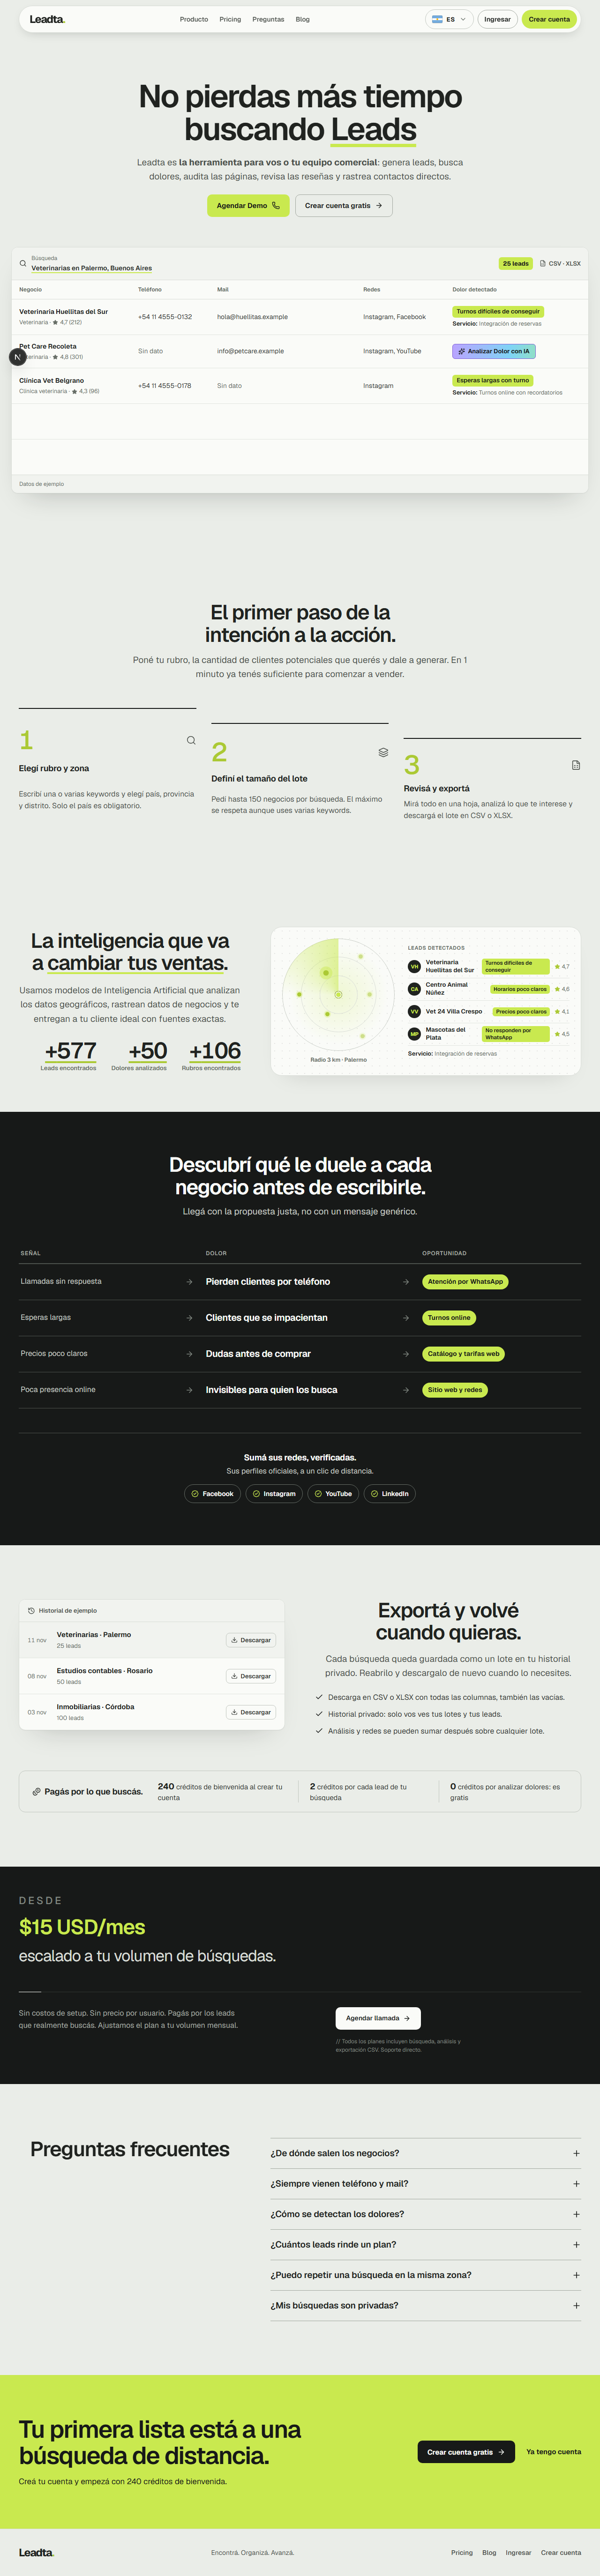 Leadta.
Producto Pricing Preguntas Blog
ES
Ingresar
Crear cuenta
No pierdas más tiempo
buscando Leads
Leadta es la herramienta para vos o tu equipo comercial: genera leads, busca
dolores, audita las páginas, revisa las reseñas y rastrea contactos directos.
Agendar Demo
Crear cuenta gratis
Búsqueda
Veterinarias en Palermo, Buenos Aires
25 leads
CSV · XLSX
Negocio Teléfono Mail Redes Dolor detectado
Veterinaria Huellitas del Sur
Veterinaria · ★ 4,7 (212)
+54 11 4555-0132
hola@huellitas.example
Instagram, Facebook
Turnos difíciles de conseguir
Servicio: Integración de reservas
N
Pet Care Recoleta
eterinaria · ★ 4,8 (301)
Sin dato
info@petcare.example
Instagram, YouTube
Analizar Dolor con IA
Clínica Vet Belgrano
Clínica veterinaria · ★ 4,3 (96)
+54 11 4555-0178
Sin dato
Instagram
Esperas largas con turno
Servicio: Turnos online con recordatorios
Datos de ejemplo
El primer paso de la
intención a la acción.
Poné tu rubro, la cantidad de clientes potenciales que querés y dale a generar. En 1
minuto ya tenés suficiente para comenzar a vender.
1
Elegí rubro y zona
Escribí una o varias keywords y elegí país, provincia
y distrito. Solo el país es obligatorio.
2
Definí el tamaño del lote
Pedí hasta 150 negocios por búsqueda. El máximo
se respeta aunque uses varias keywords.
3
Revisá y exportá
Mirá todo en una hoja, analizá lo que te interese y
descargá el lote en CSV o XLSX.
La inteligencia que va
a cambiar tus ventas.
Usamos modelos de Inteligencia Artificial que analizan
los datos geográficos, rastrean datos de negocios y te
entregan a tu cliente ideal con fuentes exactas.
+577
Leads encontrados
+50
Dolores analizados
+106
Rubros encontrados
Radio 3 km · Palermo
LEADS DETECTADOS
VH
Veterinaria
Huellitas del Sur
Turnos difíciles de
conseguir
★ 4,7
CA
Centro Animal
Núñez
Horarios poco claros
★ 4,6
VV
Vet 24 Villa Crespo
Precios poco claros
★ 4,1
MP
Mascotas del
Plata
No responden por
WhatsApp
★ 4,5
Servicio: Integración de reservas
Descubrí qué le duele a cada
negocio antes de escribirle.
Llegá con la propuesta justa, no con un mensaje genérico.
SEÑAL DOLOR OPORTUNIDAD
Llamadas sin respuesta → Pierden clientes por teléfono → Atención por WhatsApp
Esperas largas → Clientes que se impacientan → Turnos online
Precios poco claros → Dudas antes de comprar → Catálogo y tarifas web
Poca presencia online → Invisibles para quien los busca → Sitio web y redes
Sumá sus redes, verificadas.
Sus perfiles oficiales, a un clic de distancia.
Facebook Instagram YouTube LinkedIn
Historial de ejemplo
11 nov
Veterinarias · Palermo
25 leads
Descargar
08 nov
Estudios contables · Rosario
50 leads
Descargar
03 nov
Inmobiliarias · Córdoba
100 leads
Descargar
Exportá y volvé
cuando quieras.
Cada búsqueda queda guardada como un lote en tu historial
privado. Reabrilo y descargalo de nuevo cuando lo necesites.
Descarga en CSV o XLSX con todas las columnas, también las vacías.
Historial privado: solo vos ves tus lotes y tus leads.
Análisis y redes se pueden sumar después sobre cualquier lote.
Pagás por lo que buscás.
240 créditos de bienvenida al crear tu
cuenta
2 créditos por cada lead de tu
búsqueda
0 créditos por analizar dolores: es
gratis
DESDE
$15 USD/mes
escalado a tu volumen de búsquedas.
Sin costos de setup. Sin precio por usuario. Pagás por los leads
que realmente buscás. Ajustamos el plan a tu volumen mensual.
Agendar llamada
// Todos los planes incluyen búsqueda, análisis y
exportación CSV. Soporte directo.
Preguntas frecuentes
¿De dónde salen los negocios?
¿Siempre vienen teléfono y mail?
¿Cómo se detectan los dolores?
¿Cuántos leads rinde un plan?
¿Puedo repetir una búsqueda en la misma zona?
¿Mis búsquedas son privadas?
Tu primera lista está a una
búsqueda de distancia.
Creá tu cuenta y empezá con 240 créditos de bienvenida.
Crear cuenta gratis
Ya tengo cuenta
Leadta.
Encontrá. Organizá. Avanzá.
Pricing Blog Ingresar Crear cuenta